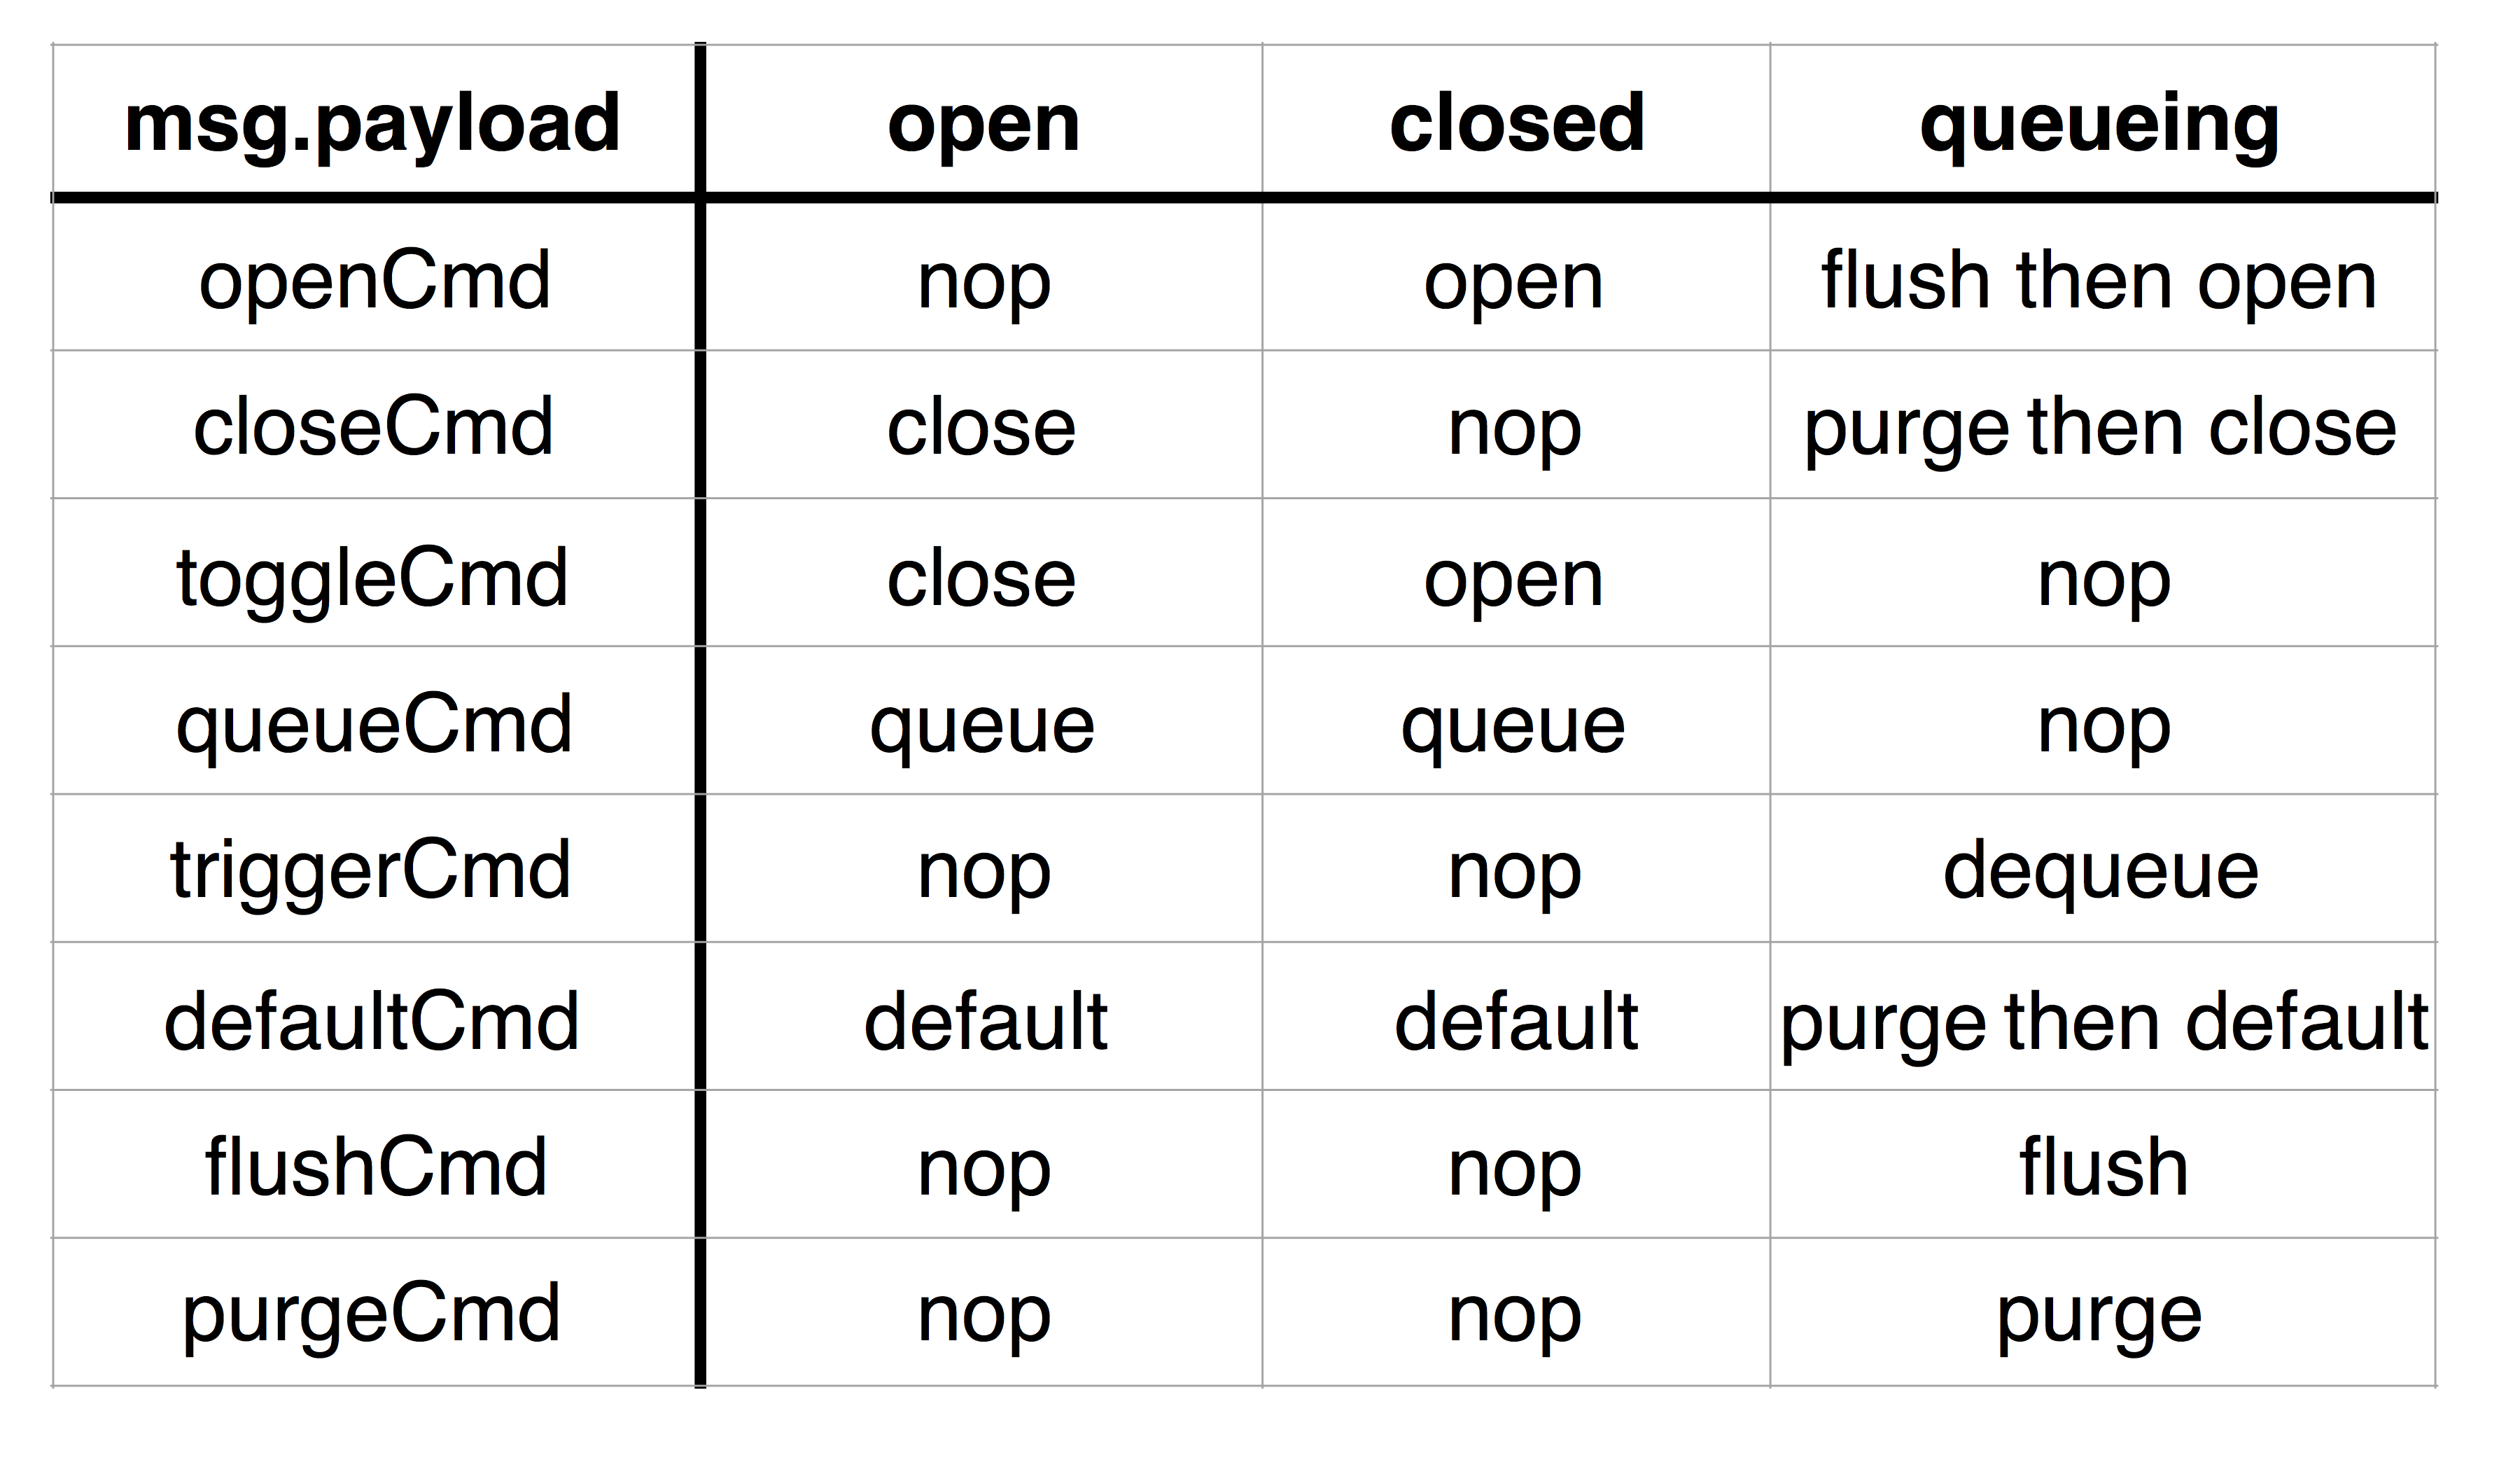 msg.payload open closed queueing
openCmd nop open flush then open
closeCmd close nop purge then close
toggleCmd close open nop
queueCmd queue queue nop
triggerCmd nop nop dequeue
defaultCmd default default purge then default
flushCmd nop nop flush
purgeCmd nop nop purge